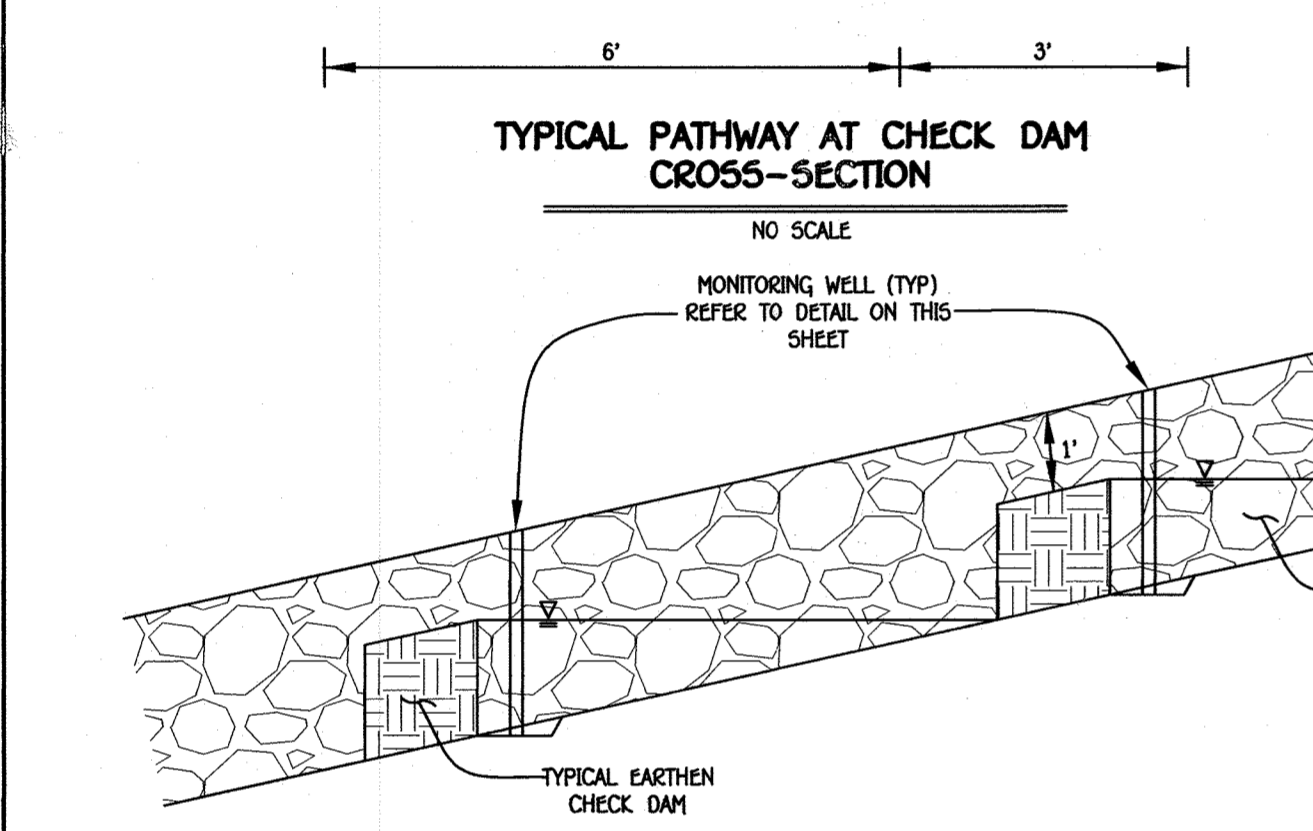 6' 3'
TYPICAL PATHWAY AT CHECK DAM
CROSS-SECTION
NO SCALE
MONITORING WELL (TYP)
REFER TO DETAIL ON THIS
SHEET
1'
TYPICAL EARTHEN
CHECK DAM